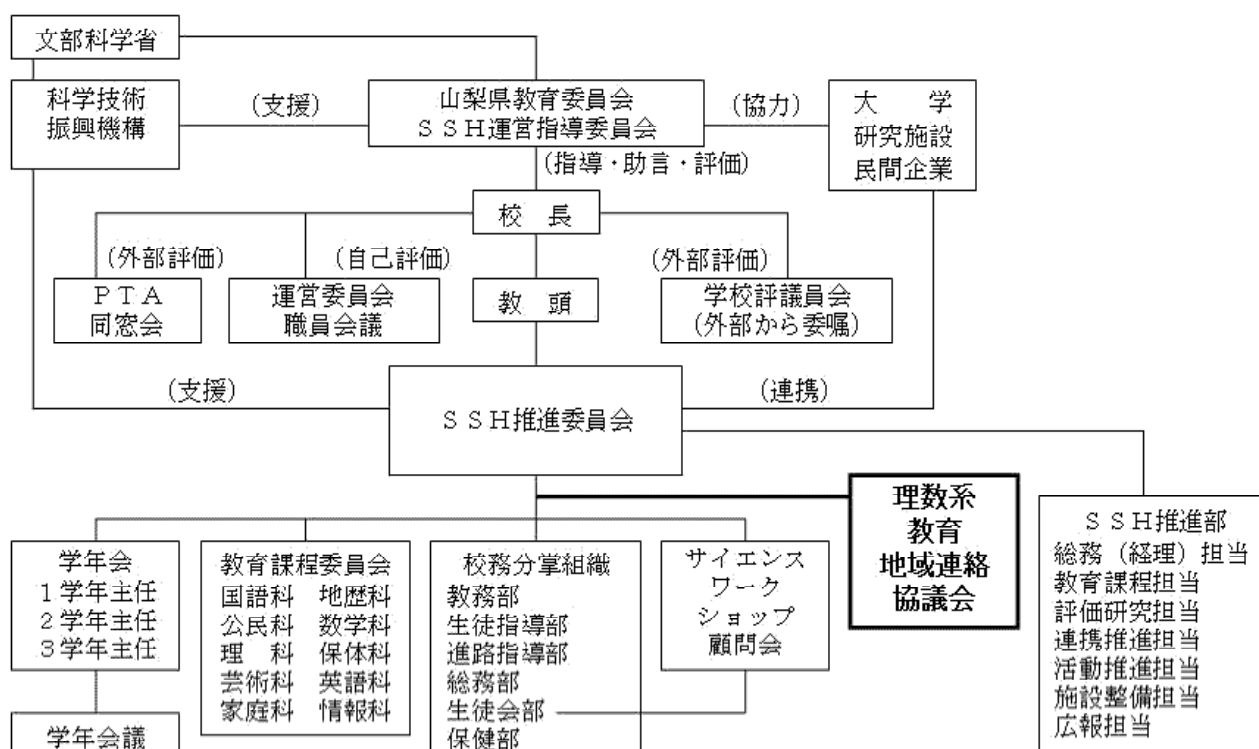 文部科学省
科学技術
振興機構
(支援)
山梨県教育委員会
ＳＳＨ運営指導委員会
(協力)
大　学
研究施設
民間企業
(指導・助言・評価)
校　長
(外部評価)
(自己評価)
(外部評価)
ＰＴＡ
同窓会
運営委員会
職員会議
教　頭
学校評議員会
(外部から委嘱)
(支援)
(連携)
ＳＳＨ推進委員会
理数系
教育
地域連絡
協議会
学年会
１学年主任
２学年主任
３学年主任
学年会議
教育課程委員会
国語科　地歴科
公民科　数学科
理　科　保体科
芸術科　英語科
家庭科　情報科
校務分掌組織
教務部
生徒指導部
進路指導部
総務部
生徒会部
保健部
サイエンス
ワーク
ショップ
顧問会
ＳＳＨ推進部
総務（経理）担当
教育課程担当
評価研究担当
連携推進担当
活動推進担当
施設整備担当
広報担当